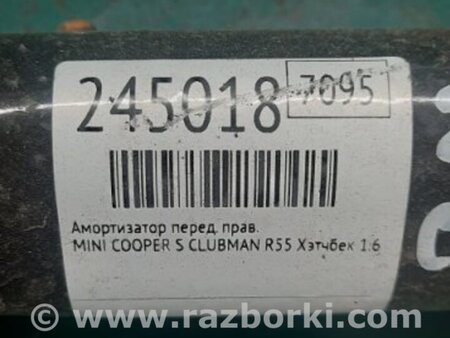 245018 7095
Амортизатор перед. прав.
MINI COOPER S CLUBMAN R55 Хэтчбек 1.6
www.razborki.com